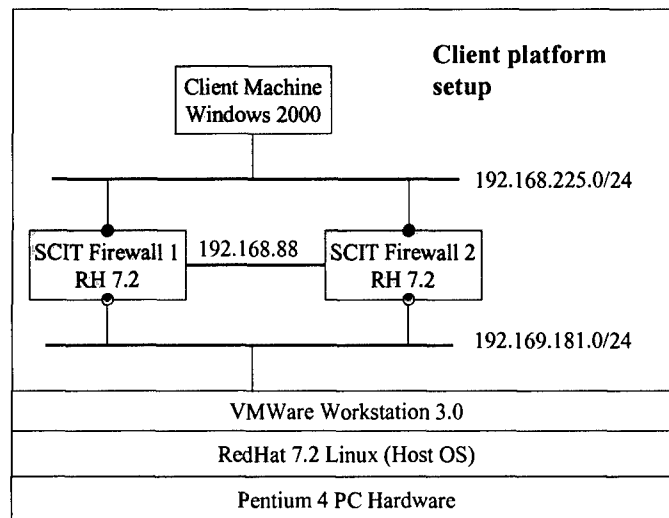 Client platform
setup
Client Machine
Windows 2000
192.168.225.0/24
SCIT Firewall 1
RH 7.2
192.168.88
SCIT Firewall 2
RH 7.2
192.169.181.0/24
VMWare Workstation 3.0
RedHat 7.2 Linux (Host OS)
Pentium 4 PC Hardware